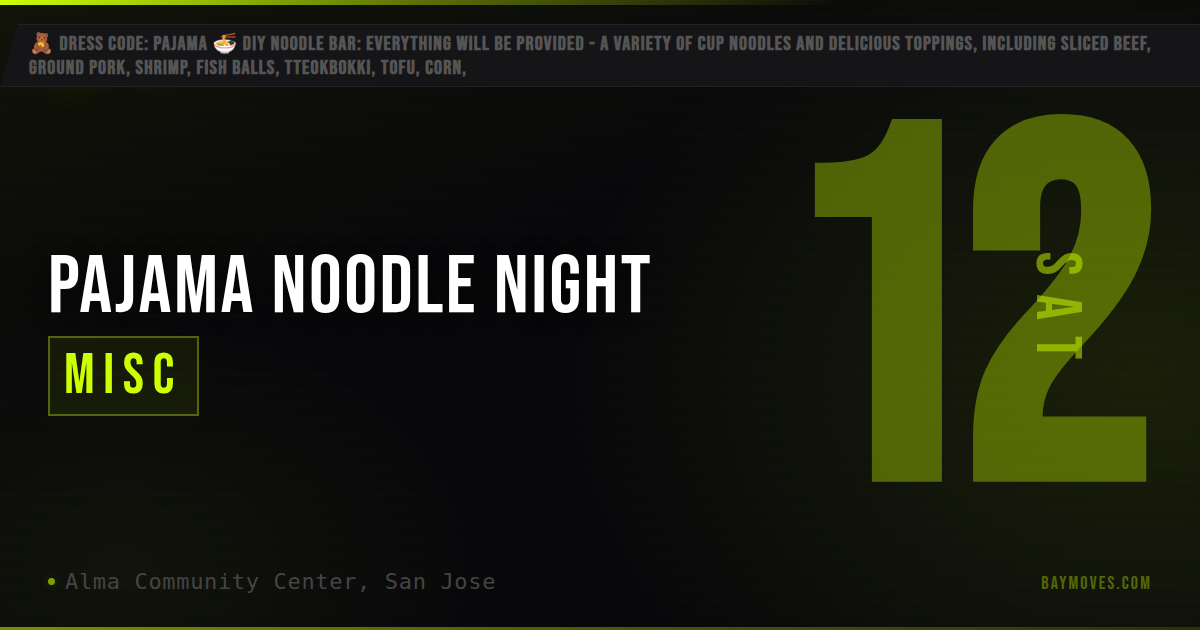 🧸 DRESS CODE: PAJAMA 🍜 DIY NOODLE BAR: EVERYTHING WILL BE PROVIDED - A VARIETY OF CUP NOODLES AND DELICIOUS TOPPINGS, INCLUDING SLICED BEEF,
GROUND PORK, SHRIMP, FISH BALLS, TTEOKBOKKI, TOFU, CORN,
12
SAT
PAJAMA NOODLE NIGHT
MISC
Alma Community Center, San Jose
BAYMOVES.COM